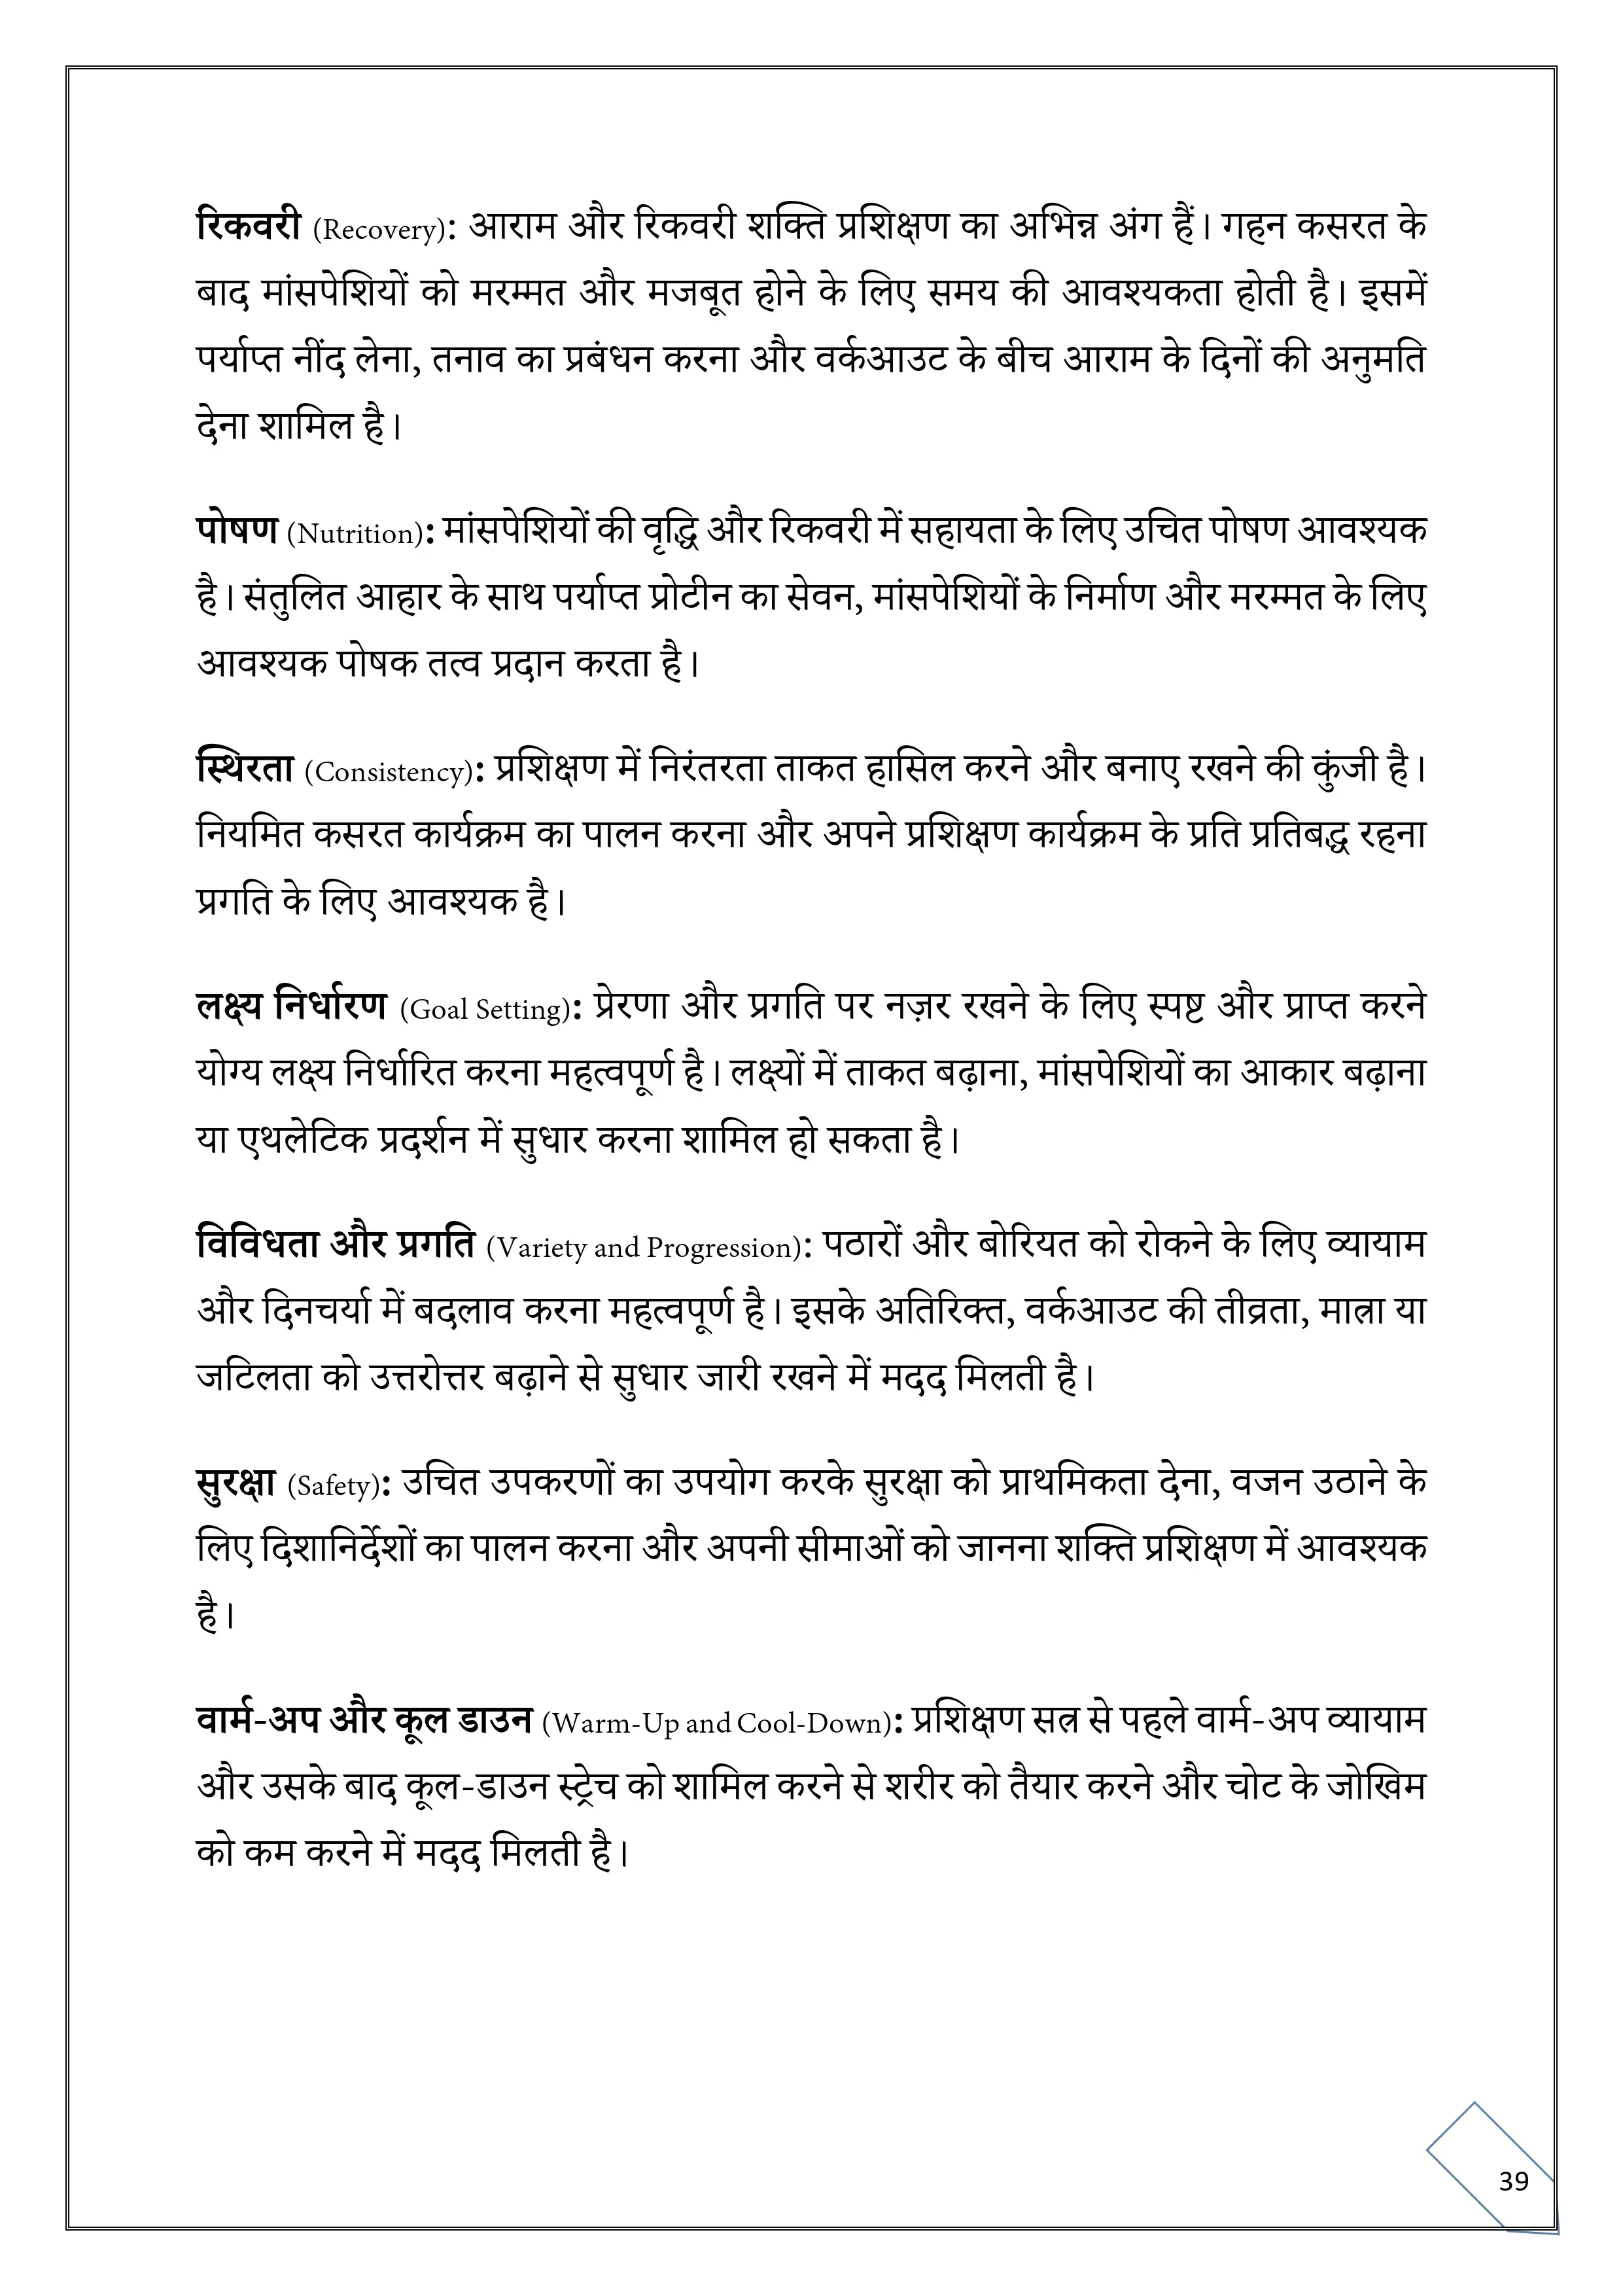 रिकवरी (Recovery): आराम और रिकवरी शक्ति प्रशिक्षण का अभिन्न अंग हैं। गहन कसरत के
बाद मांसपेशियों को मरम्मत और मजबूत होने के लिए समय की आवश्यकता होती है। इसमें
पर्याप्त नींद लेना, तनाव का प्रबंधन करना और वर्कआउट के बीच आराम के दिनों की अनुमति
देना शामिल है।
पोषण (Nutrition): मांसपेशियों की वृद्धि और रिकवरी में सहायता के लिए उचित पोषण आवश्यक
है। संतुलित आहार के साथ पर्याप्त प्रोटीन का सेवन, मांसपेशियों के निर्माण और मरम्मत के लिए
आवश्यक पोषक तत्व प्रदान करता है।
स्थिरता (Consistency): प्रशिक्षण में निरंतरता ताकत हासिल करने और बनाए रखने की कुंजी है।
नियमित कसरत कार्यक्रम का पालन करना और अपने प्रशिक्षण कार्यक्रम के प्रति प्रतिबद्ध रहना
प्रगति के लिए आवश्यक है।
लक्ष्य निर्धारण (Goal Setting): प्रेरणा और प्रगति पर नज़र रखने के लिए स्पष्ट और प्राप्त करने
योग्य लक्ष्य निर्धारित करना महत्वपूर्ण है। लक्ष्यों में ताकत बढ़ाना, मांसपेशियों का आकार बढ़ाना
या एथलेटिक प्रदर्शन में सुधार करना शामिल हो सकता है।
विविधता और प्रगति (Variety and Progression): पठारों और बोरियत को रोकने के लिए व्यायाम
और दिनचर्या में बदलाव करना महत्वपूर्ण है। इसके अतिरिक्त, वर्कआउट की तीव्रता, मात्रा या
जटिलता को उत्तरोत्तर बढ़ाने से सुधार जारी रखने में मदद मिलती है।
सुरक्षा (Safety): उचित उपकरणों का उपयोग करके सुरक्षा को प्राथमिकता देना, वजन उठाने के
लिए दिशानिर्देशों का पालन करना और अपनी सीमाओं को जानना शक्ति प्रशिक्षण में आवश्यक
है।
वार्म-अप और कूल डाउन (Warm-Up and Cool-Down): प्रशिक्षण सत्र से पहले वार्म-अप व्यायाम
और उसके बाद कूल-डाउन स्ट्रेच को शामिल करने से शरीर को तैयार करने और चोट के जोखिम
को कम करने में मदद मिलती है।
39